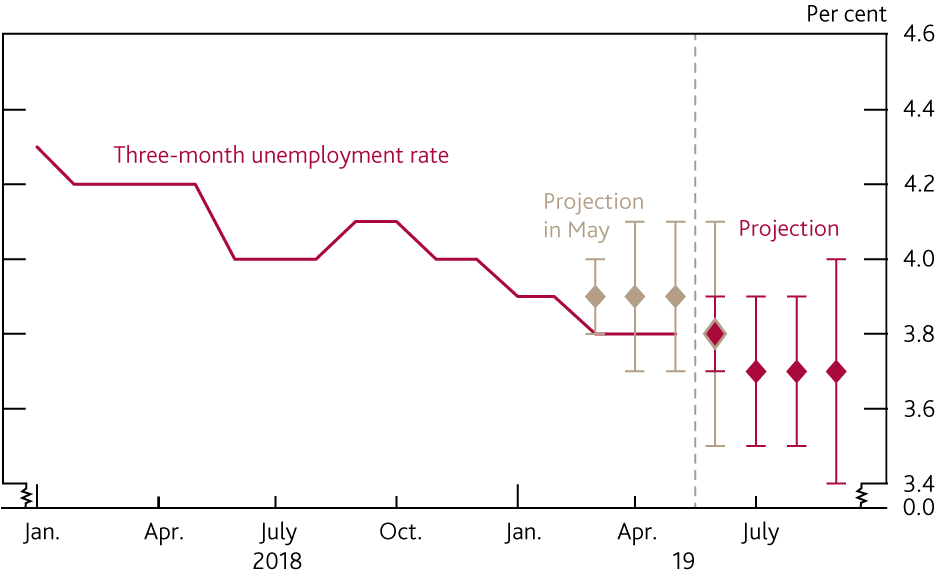 Per cent
4.6
4.4
Three-month unemployment rate
4.2
Projection
in May
Projection
4.0
3.8
3.6
3.4
0.0
Jan.
Apr.
July
Oct.
Jan.
Apr.
July
2018
19